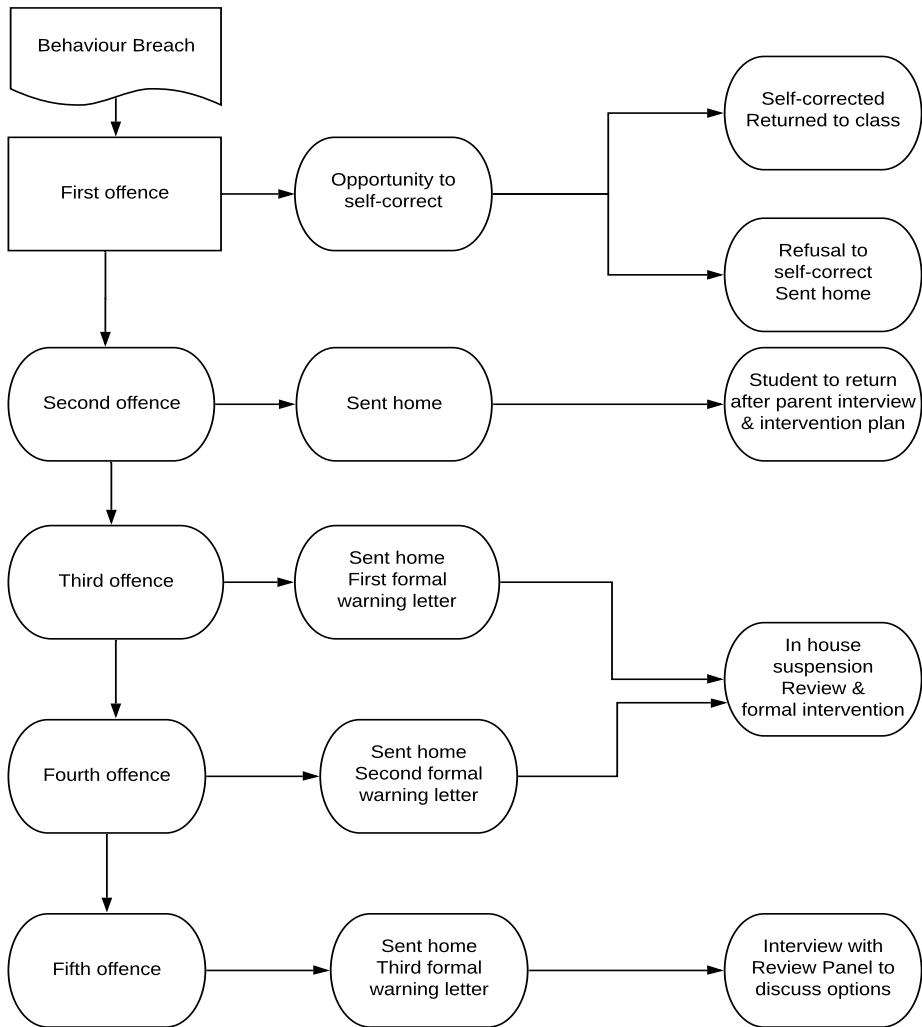 Behaviour Breach
First offence
Opportunity to
self-correct
Self-corrected
Returned to class
Refusal to
self-correct
Sent home
Second offence
Sent home
Student to return
after parent interview
& intervention plan
Third offence
Sent home
First formal
warning letter
In house
suspension
Review &
formal intervention
Fourth offence
Sent home
Second formal
warning letter
Fifth offence
Sent home
Third formal
warning letter
Interview with
Review Panel to
discuss options